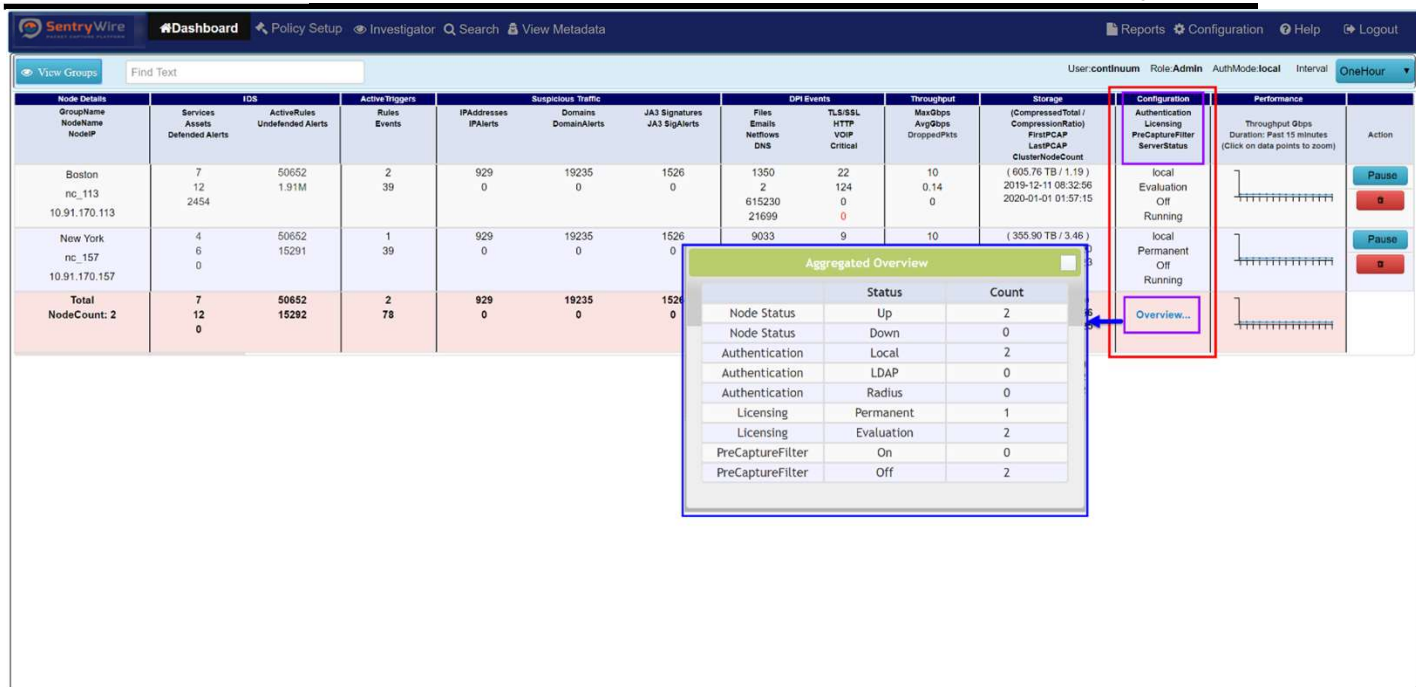 SentryWire
Dashboard Policy Setup Investigator Search View Metadata Reports Configuration Help Logout
View Groups Find Text User:continuum Role:Admin AuthMode:local Interval OneHour
Node Details IDS ActiveTriggers Suspicious Traffic DPI Events Throughput Storage Configuration Performance
GroupName Services ActiveRules Rules IPAddresses Domains JA3 Signatures Files TLS/SSL MaxGbps (CompressedTotal / Authentication
NodeName Assets Undefended Alerts Events IPAlerts DomainAlerts JA3 SigAlerts Emails HTTP AvgGbps CompressionRatio) Licensing Throughput Gbps
NodeIP Defended Alerts Netflows VOIP DroppedPkts FirstPCAP PreCaptureFilter Duration: Past 15 minutes Action
DNS Critical LastPCAP ServerStatus (Click on data points to zoom)
ClusterNodeCount
Boston 7 50652 2 929 19235 1526 1350 22 10 ( 605.76 TB / 1.19 ) local Pause
nc_113 12 1.91M 39 0 0 0 2 124 0.14 2019-12-11 08:32:56 Evaluation
10.91.170.113 2454 615230 0 0 2020-01-01 01:57:15 Off
21699 0 Running
New York 4 50652 1 929 19235 1526 9033 9 10 ( 355.90 TB / 3.46 ) local Pause
nc_157 6 15291 39 0 0 0 Permanent
10.91.170.157 0 Off
Running
Total 7 50652 2 929 19235 1526
NodeCount: 2 12 15292 78 0 0 0 Overview...
0
Aggregated Overview
Status Count
Node Status Up 2
Node Status Down 0
Authentication Local 2
Authentication LDAP 0
Authentication Radius 0
Licensing Permanent 1
Licensing Evaluation 2
PreCaptureFilter On 0
PreCaptureFilter Off 2